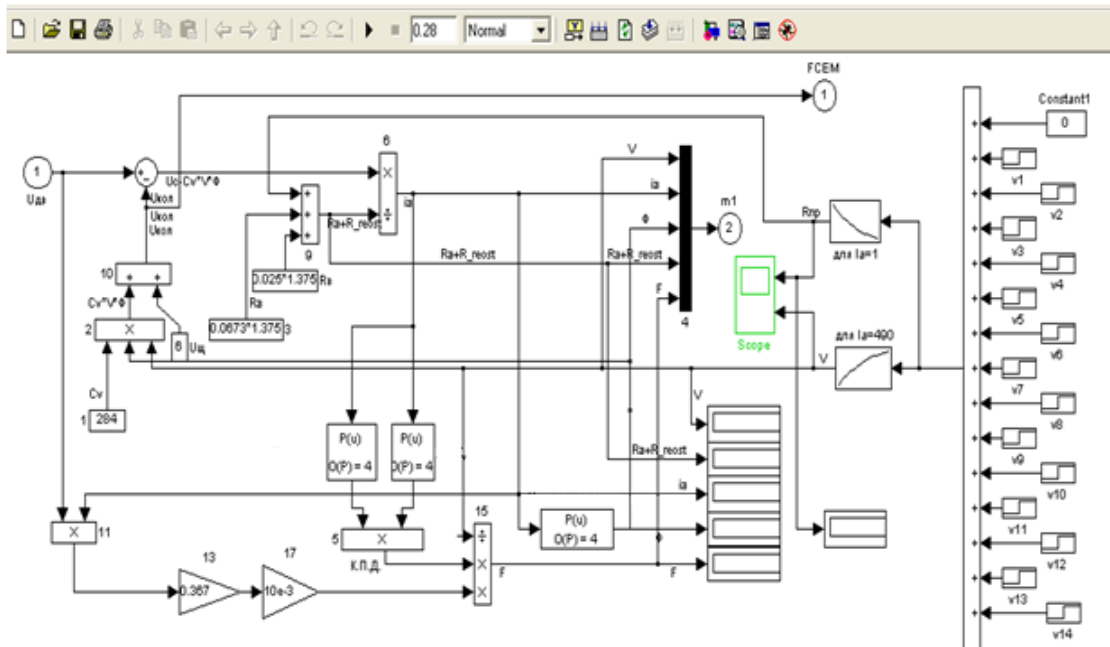 0.28 Normal
FCEM
1
Constant1
0
1
Uдв
+
-
Uc-Cv*V*Ф
Uкол
Uкол
Uкол
6
×
÷
ia
+
+
+
9
Ra+R_reost
0.025*1.375
Rв
Ra
0.0673*1.375
3
10
+ +
Cv*V*Ф
2
×
6
Uщ
Cv
1
284
V
ia
Ф
Ra+R_reost
Ra+R_reost
F
4
m1
2
Rпр
для Ia=1
Scope
для Ia=490
V
V
Ra+R_reost
ia
Ф
F
P(u)
O(P) = 4
P(u)
O(P) = 4
5
×
К.П.Д.
15
÷
×
×
F
P(u)
O(P) = 4
×
11
13
0.367
17
10e-3
+
v1
+
v2
+
v3
+
v4
+
v5
+
v6
+
v7
+
v8
+
v9
+
v10
+
v11
+
v12
+
v13
+
v14
+